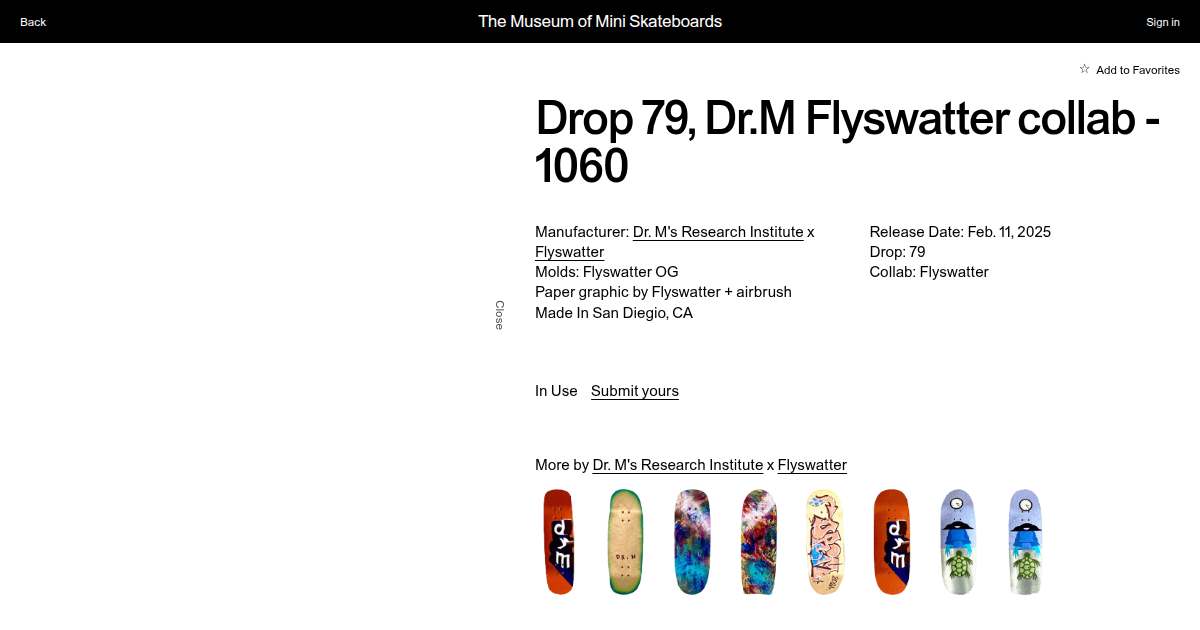 Back
The Museum of Mini Skateboards
Sign in
☆ Add to Favorites
Drop 79, Dr.M Flyswatter collab -
1060
Manufacturer: Dr. M's Research Institute x
Flyswatter
Molds: Flyswatter OG
Paper graphic by Flyswatter + airbrush
Made In San Diegio, CA
Release Date: Feb. 11, 2025
Drop: 79
Collab: Flyswatter
Close
In Use Submit yours
More by Dr. M's Research Institute x Flyswatter
DR. M